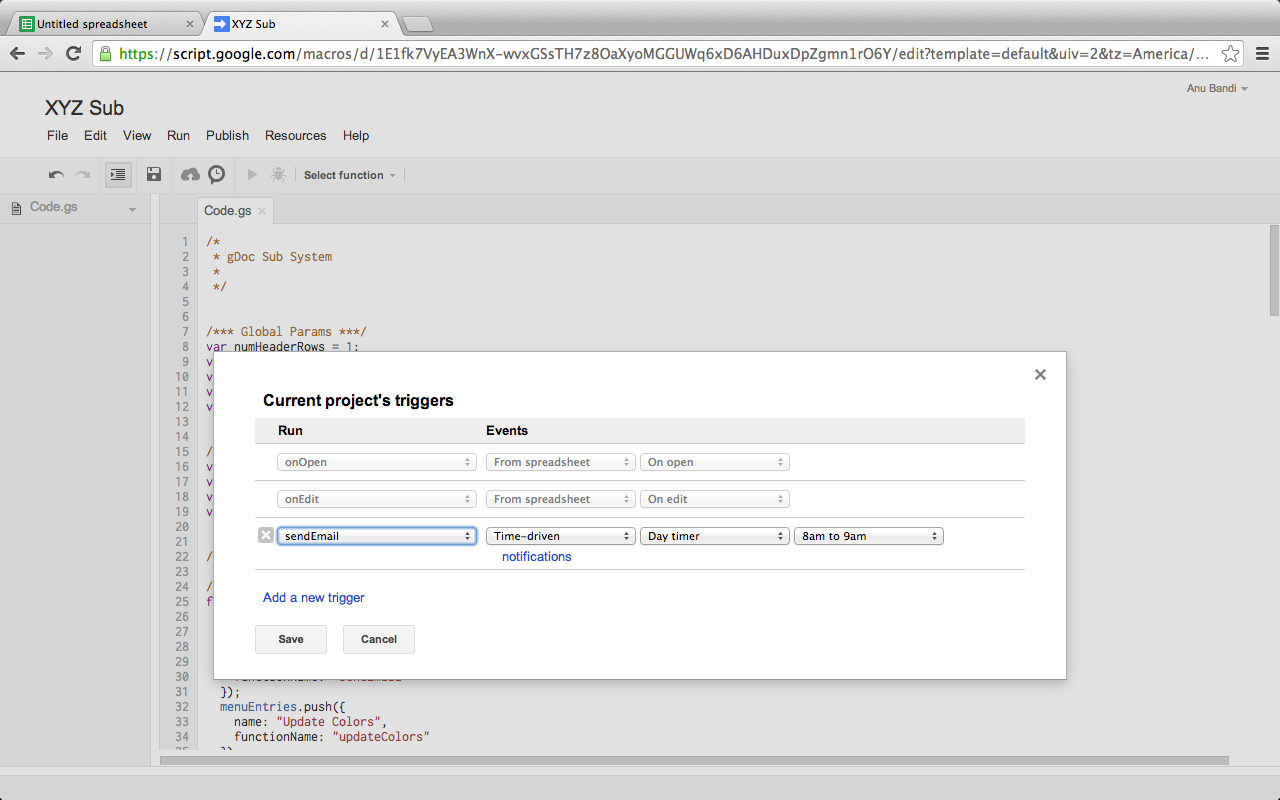 Untitled spreadsheet
XYZ Sub
https://script.google.com/macros/d/1E1fk7VyEA3WnX-wvxGSsTH7z8OaXyoMGGUWq6xD6AHDuxDpZgmn1rO6Y/edit?template=default&uiv=2&tz=America/...
Anu Bandi
XYZ Sub
File Edit View Run Publish Resources Help
Select function
Code.gs
Code.gs
1 /*
2 * gDoc Sub System
3 *
4 */
5
6
7 /*** Global Params ***/
8 var numHeaderRows = 1;
9 v
10 v
11 v
12 v
13
14
15 /
16 v
17 v
18 v
19 v
20
21
22 /
23
24 /
25 f
26
27
28
29
30
31 });
32 menuEntries.push({
33 name: "Update Colors",
34 functionName: "updateColors"
35 });
Current project's triggers
Run Events
onOpen From spreadsheet On open
onEdit From spreadsheet On edit
sendEmail Time-driven Day timer 8am to 9am
notifications
Add a new trigger
Save Cancel